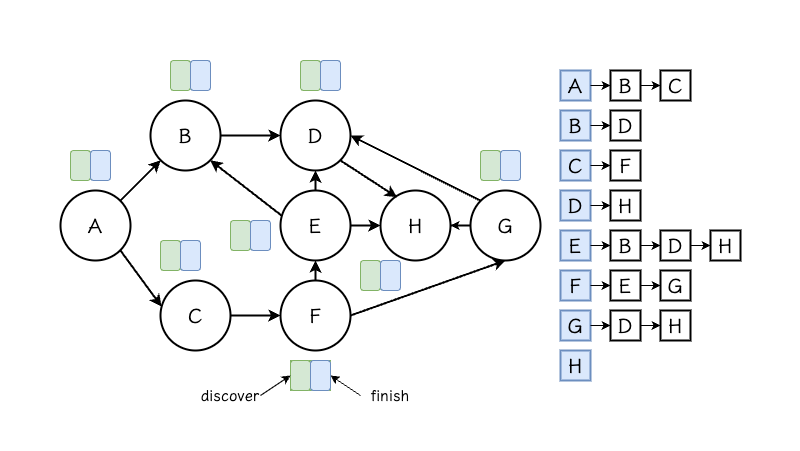 B
D
A
E
H
G
C
F
discover
finish
A B C
B D
C F
D H
E B D H
F E G
G D H
H